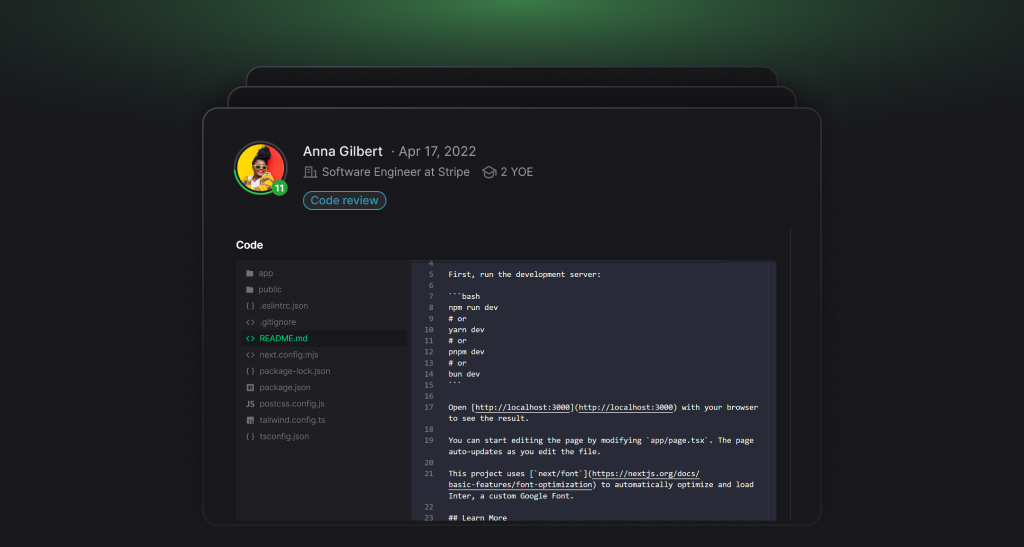 Anna Gilbert · Apr 17, 2022
Software Engineer at Stripe 2 YOE
11
Code review
Code
app
public
{ } .eslintrc.json
<> .gitignore
<> README.md
<> next.config.mjs
{ } package-lock.json
package.json
JS postcss.config.js
tailwind.config.ts
{ } tsconfig.json
4
5 First, run the development server:
6
7 ```bash
8 npm run dev
9 # or
10 yarn dev
11 # or
12 pnpm dev
13 # or
14 bun dev
15 ```
16
17 Open [http://localhost:3000](http://localhost:3000) with your browser
to see the result.
18
19 You can start editing the page by modifying `app/page.tsx`. The page
auto-updates as you edit the file.
20
21 This project uses [`next/font`](https://nextjs.org/docs/
basic-features/font-optimization) to automatically optimize and load
Inter, a custom Google Font.
22
23 ## Learn More